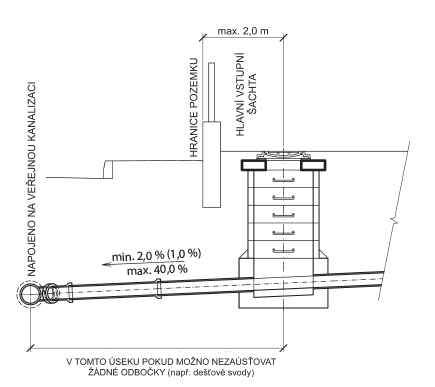 max. 2,0 m
NAPOJENO NA VEŘEJNOU KANALIZACI
HRANICE POZEMKU
HLAVNÍ VSTUPNÍ
ŠACHTA
min. 2,0 % (1,0 %)
max. 40,0 %
V TOMTO ÚSEKU POKUD MOŽNO NEZAÚSŤOVAT
ŽÁDNÉ ODBOČKY (např. dešťové svody)